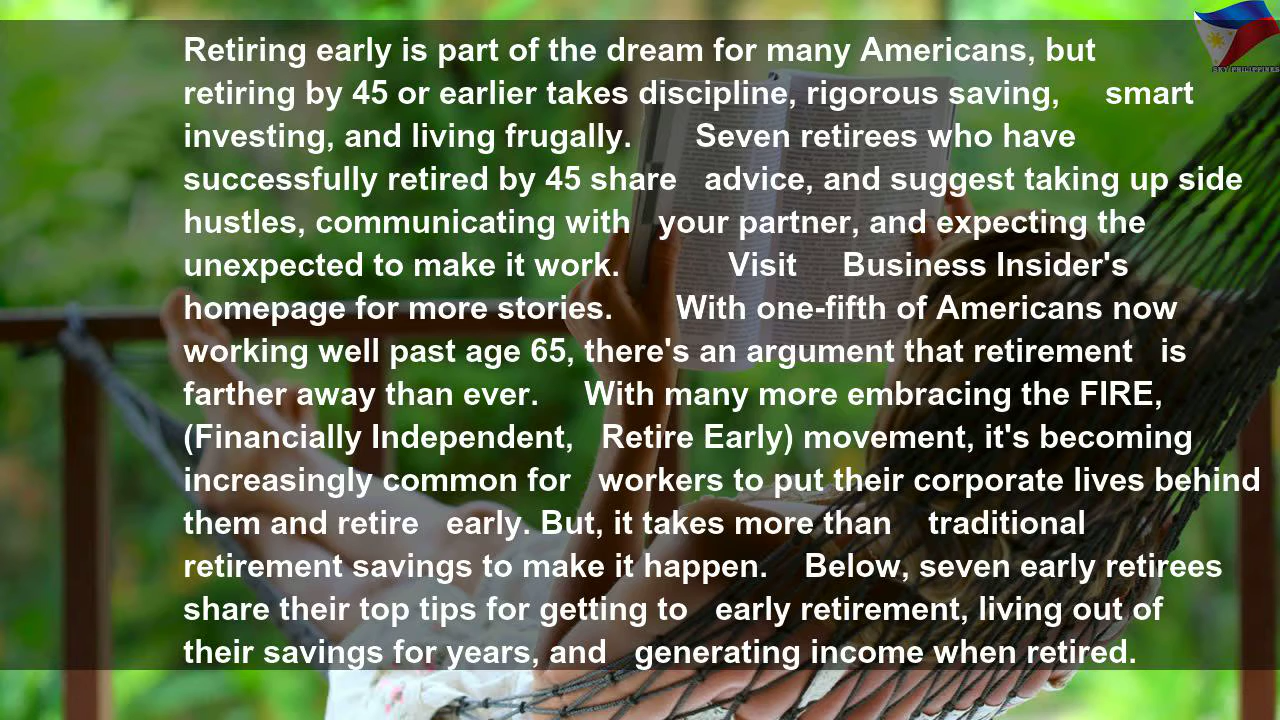 Retiring early is part of the dream for many Americans, but
retiring by 45 or earlier takes discipline, rigorous saving, smart
investing, and living frugally. Seven retirees who have
successfully retired by 45 share advice, and suggest taking up side
hustles, communicating with your partner, and expecting the
unexpected to make it work. Visit Business Insider's
homepage for more stories. With one-fifth of Americans now
working well past age 65, there's an argument that retirement is
farther away than ever. With many more embracing the FIRE,
(Financially Independent, Retire Early) movement, it's becoming
increasingly common for workers to put their corporate lives behind
them and retire early. But, it takes more than traditional
retirement savings to make it happen. Below, seven early retirees
share their top tips for getting to early retirement, living out of
their savings for years, and generating income when retired.
SKY PHILIPPINES